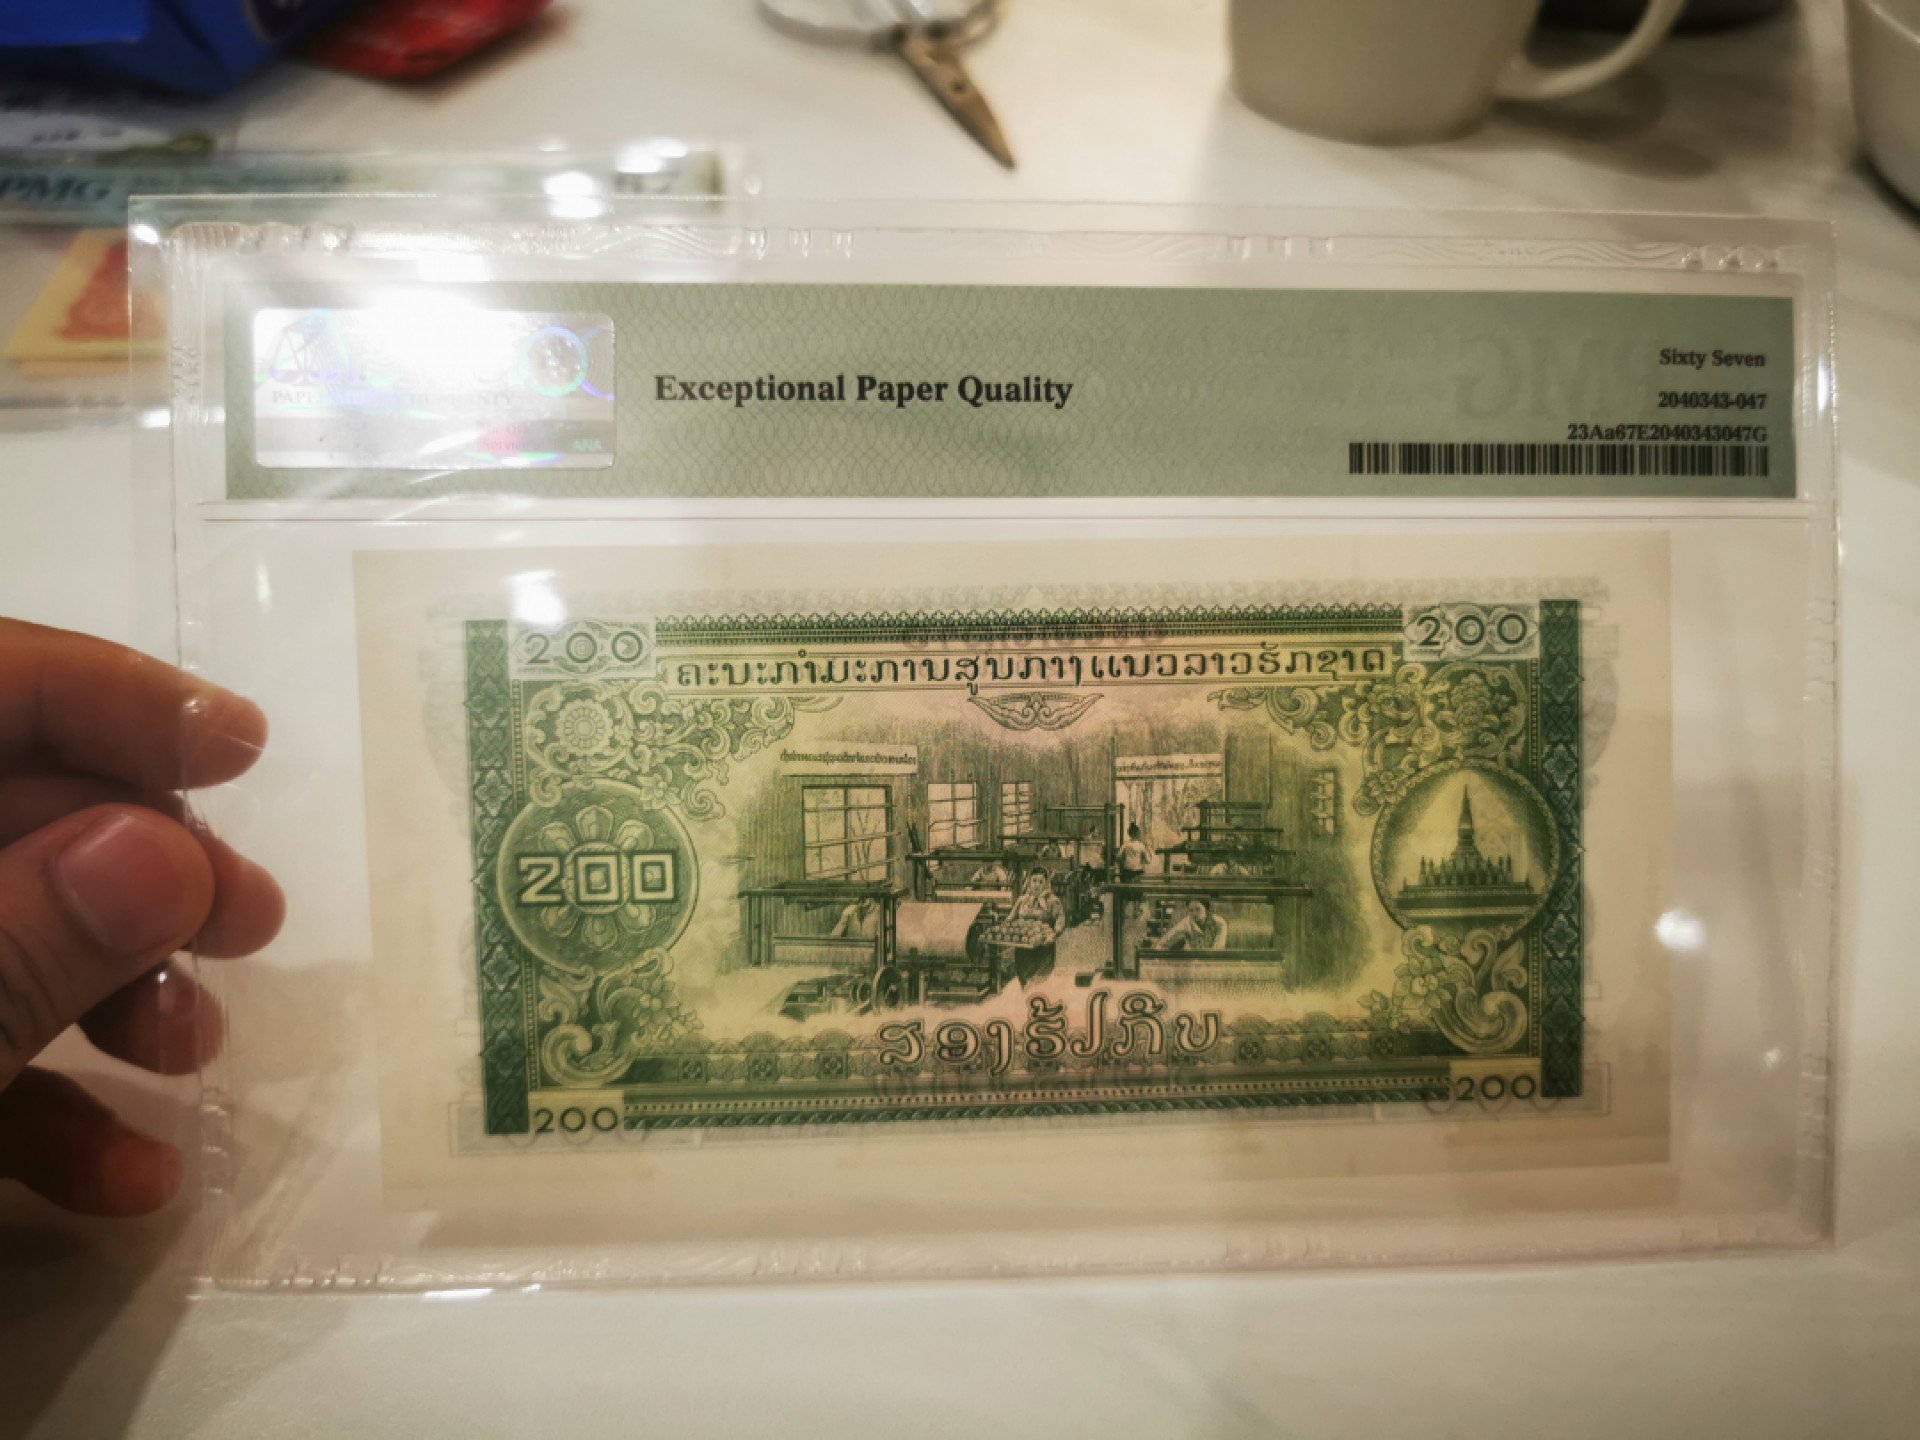 PMG
Exceptional Paper Quality
Sixty Seven
2040343-047
23Aa67E2040343047G
200
200
ຄະນະກຳມະການສູນກາງແນວລາວຮັກຊາດ
200
ສອງຮ້ຽກີບ
200
200